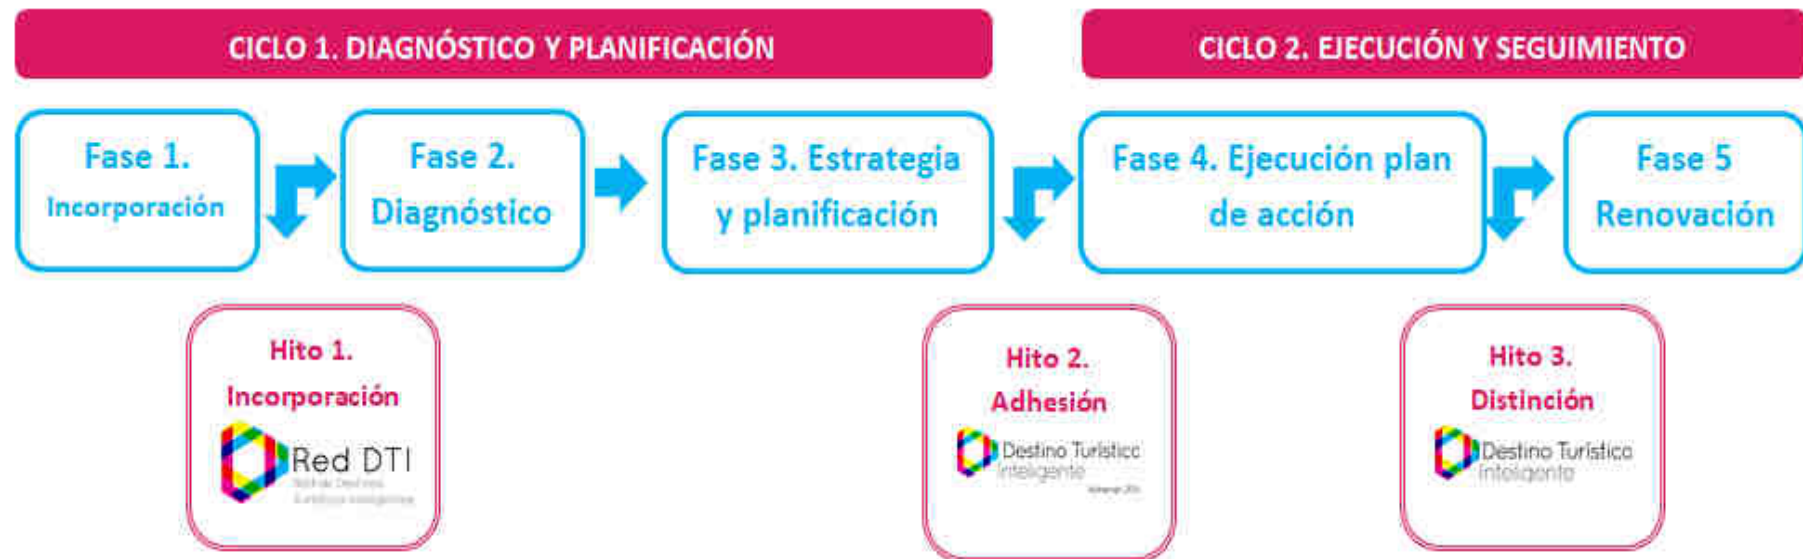 CICLO 1. DIAGNÓSTICO Y PLANIFICACIÓN
CICLO 2. EJECUCIÓN Y SEGUIMIENTO
Fase 1.
Incorporación
Fase 2.
Diagnóstico
Fase 3. Estrategia
y planificación
Fase 4. Ejecución plan
de acción
Fase 5
Renovación
Hito 1.
Incorporación
Red DTI
Hito 2.
Adhesión
Destino Turístico
Inteligente
Hito 3.
Distinción
Destino Turístico
Inteligente